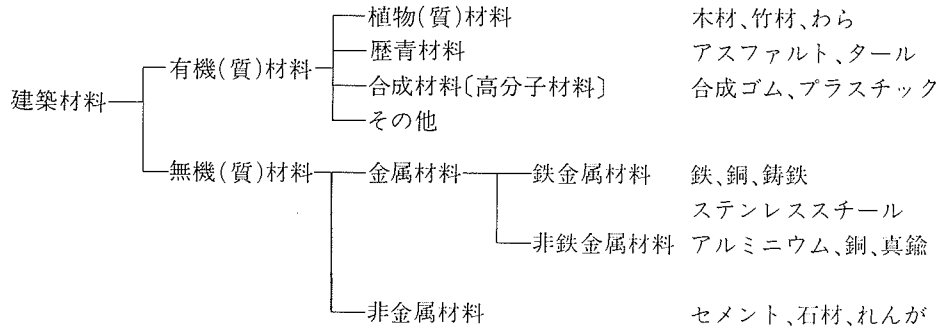 植物(質)材料 木材、竹材、わら
歴青材料 アスファルト、タール
有機(質)材料
合成材料〔高分子材料〕 合成ゴム、プラスチック
建築材料
その他
無機(質)材料 金属材料 鉄金属材料 鉄、銅、鋳鉄
ステンレススチール
非鉄金属材料 アルミニウム、銅、真鍮
非金属材料 セメント、石材、れんが